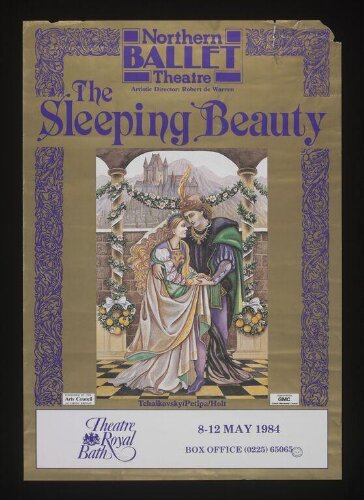 Northern
BALLET
Theatre
Artistic Director: Robert de Warren
The
Sleeping Beauty
Tchaikovsky/Petipa/Holt
Arts Council
GMC
Theatre
Royal
Bath
8-12 MAY 1984
BOX OFFICE (0225) 65065